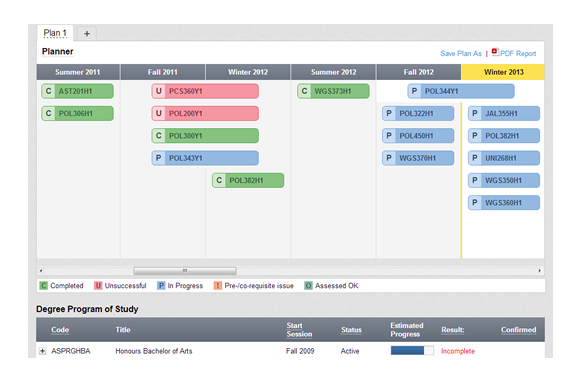 Plan 1 +
Planner
Save Plan As | PDF Report
Summer 2011 Fall 2011 Winter 2012 Summer 2012 Fall 2012 Winter 2013
C AST201H1 U PCS360Y1 C WGS373H1 P POL344Y1
C POL306H1 U POL200Y1 P POL322H1 P JAL355H1
C POL300Y1 P POL450H1 P POL382H1
P POL343Y1 P WGS370H1 P UNI268H1
C POL382H1 P WGS350H1
P WGS360H1
C Completed U Unsuccessful P In Progress ! Pre-/co-requisite issue O Assessed OK
Degree Program of Study
Code Title Start Session Status Estimated Progress Result: Confirmed
+ ASPRGHBA Honours Bachelor of Arts Fall 2009 Active Incomplete